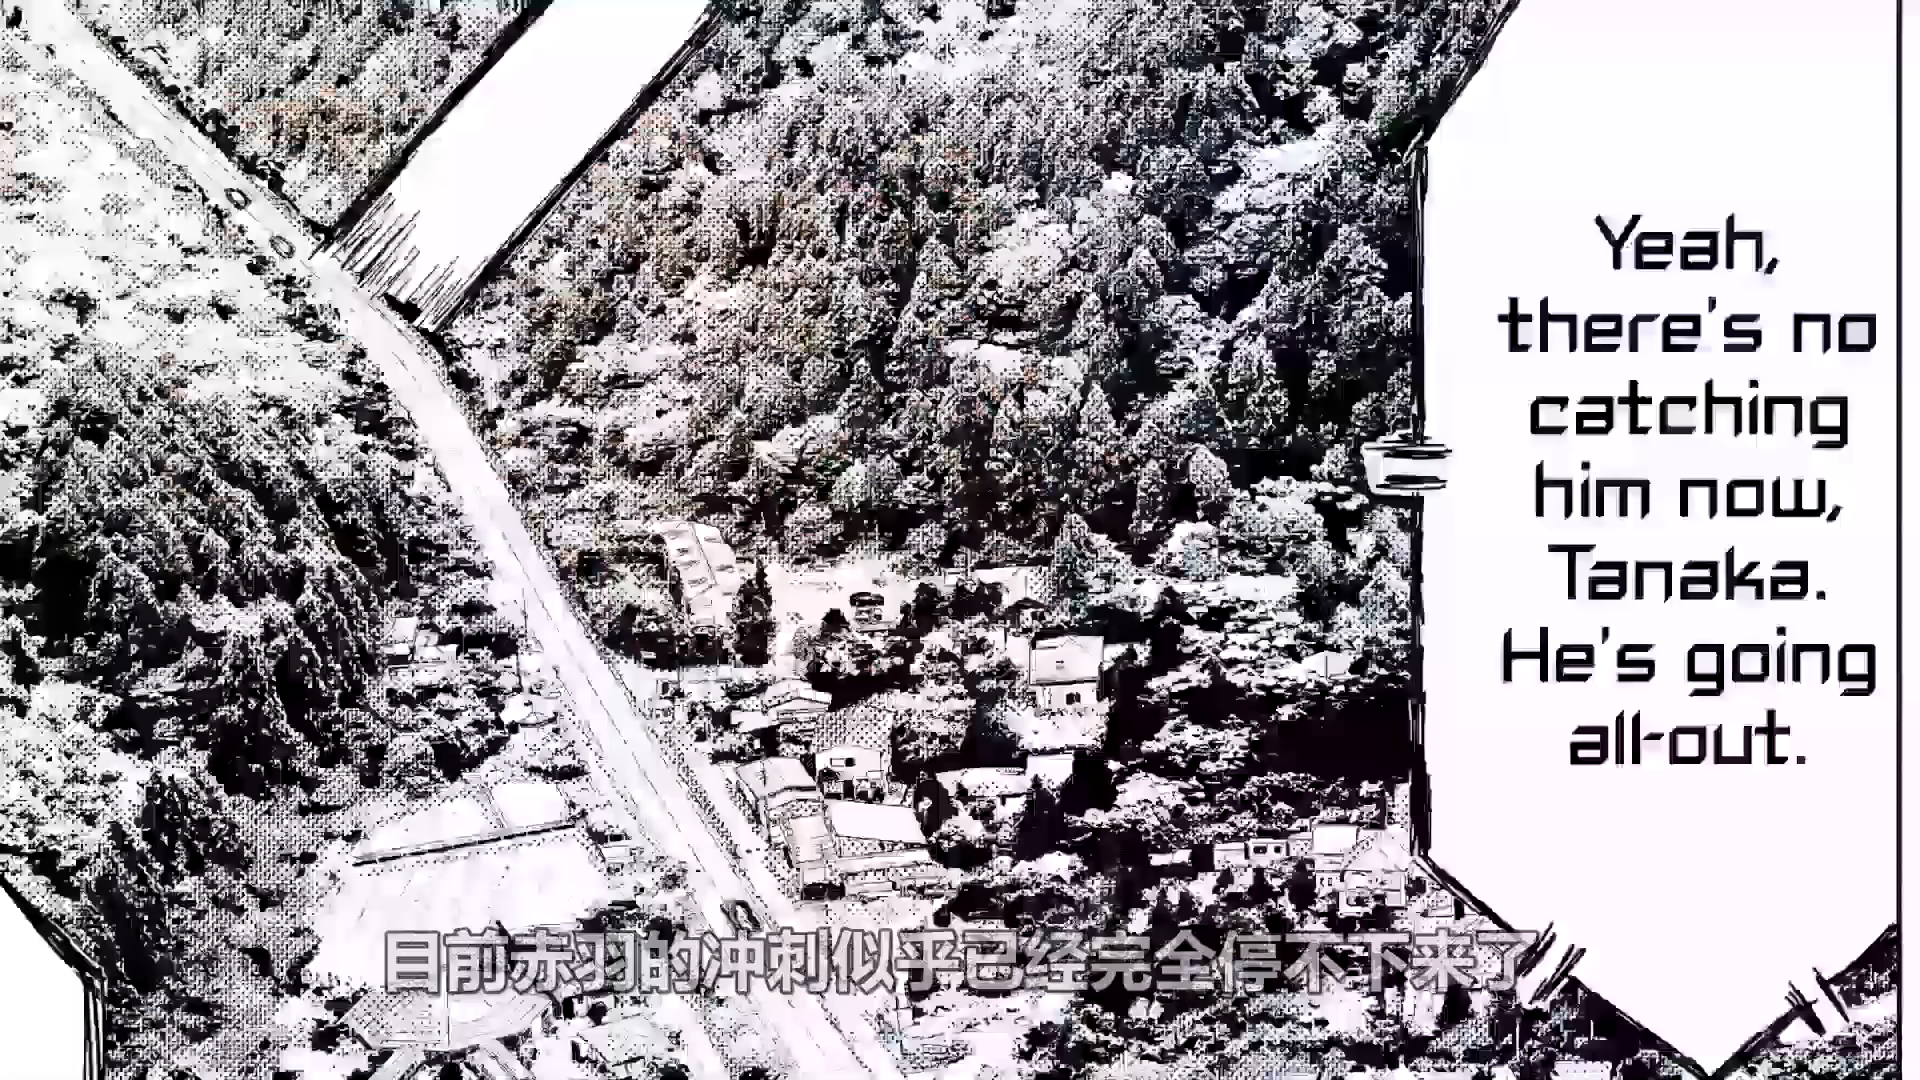 Yeah,
there's no
catching
him now,
Tanaka.
He's going
all-out.
目前赤羽的冲刺似乎已经完全停不下来了